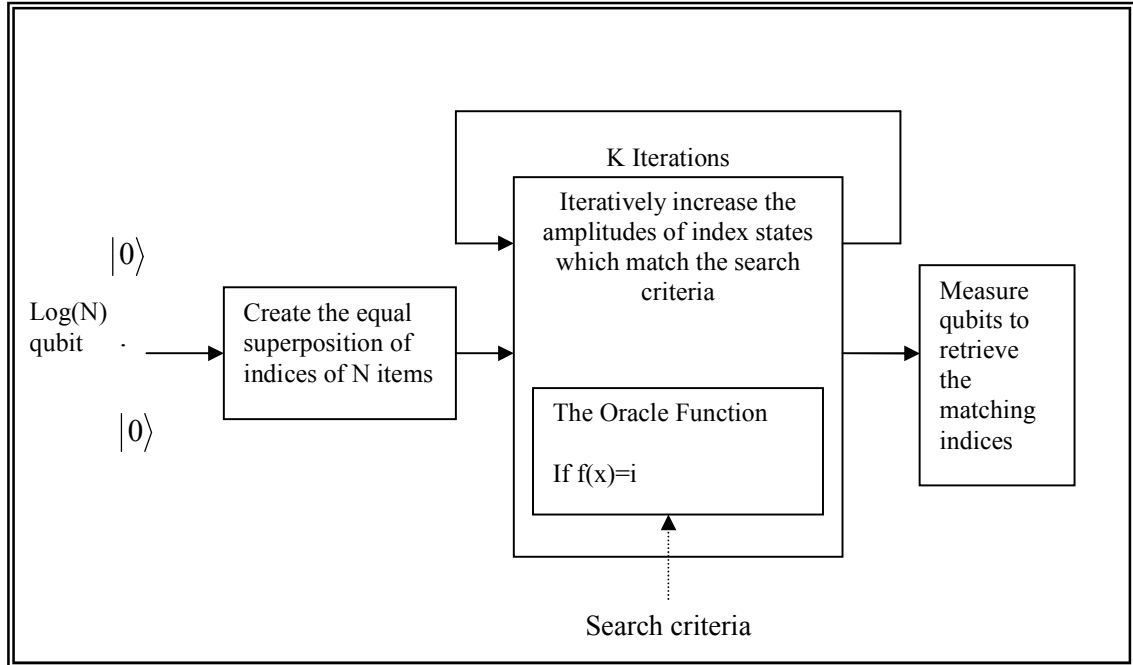 K Iterations
|0⟩
Log(N)
qubit
|0⟩
Create the equal
superposition of
indices of N items
Iteratively increase the
amplitudes of index states
which match the search
criteria
The Oracle Function
If f(x)=i
Search criteria
Measure
qubits to
retrieve
the
matching
indices